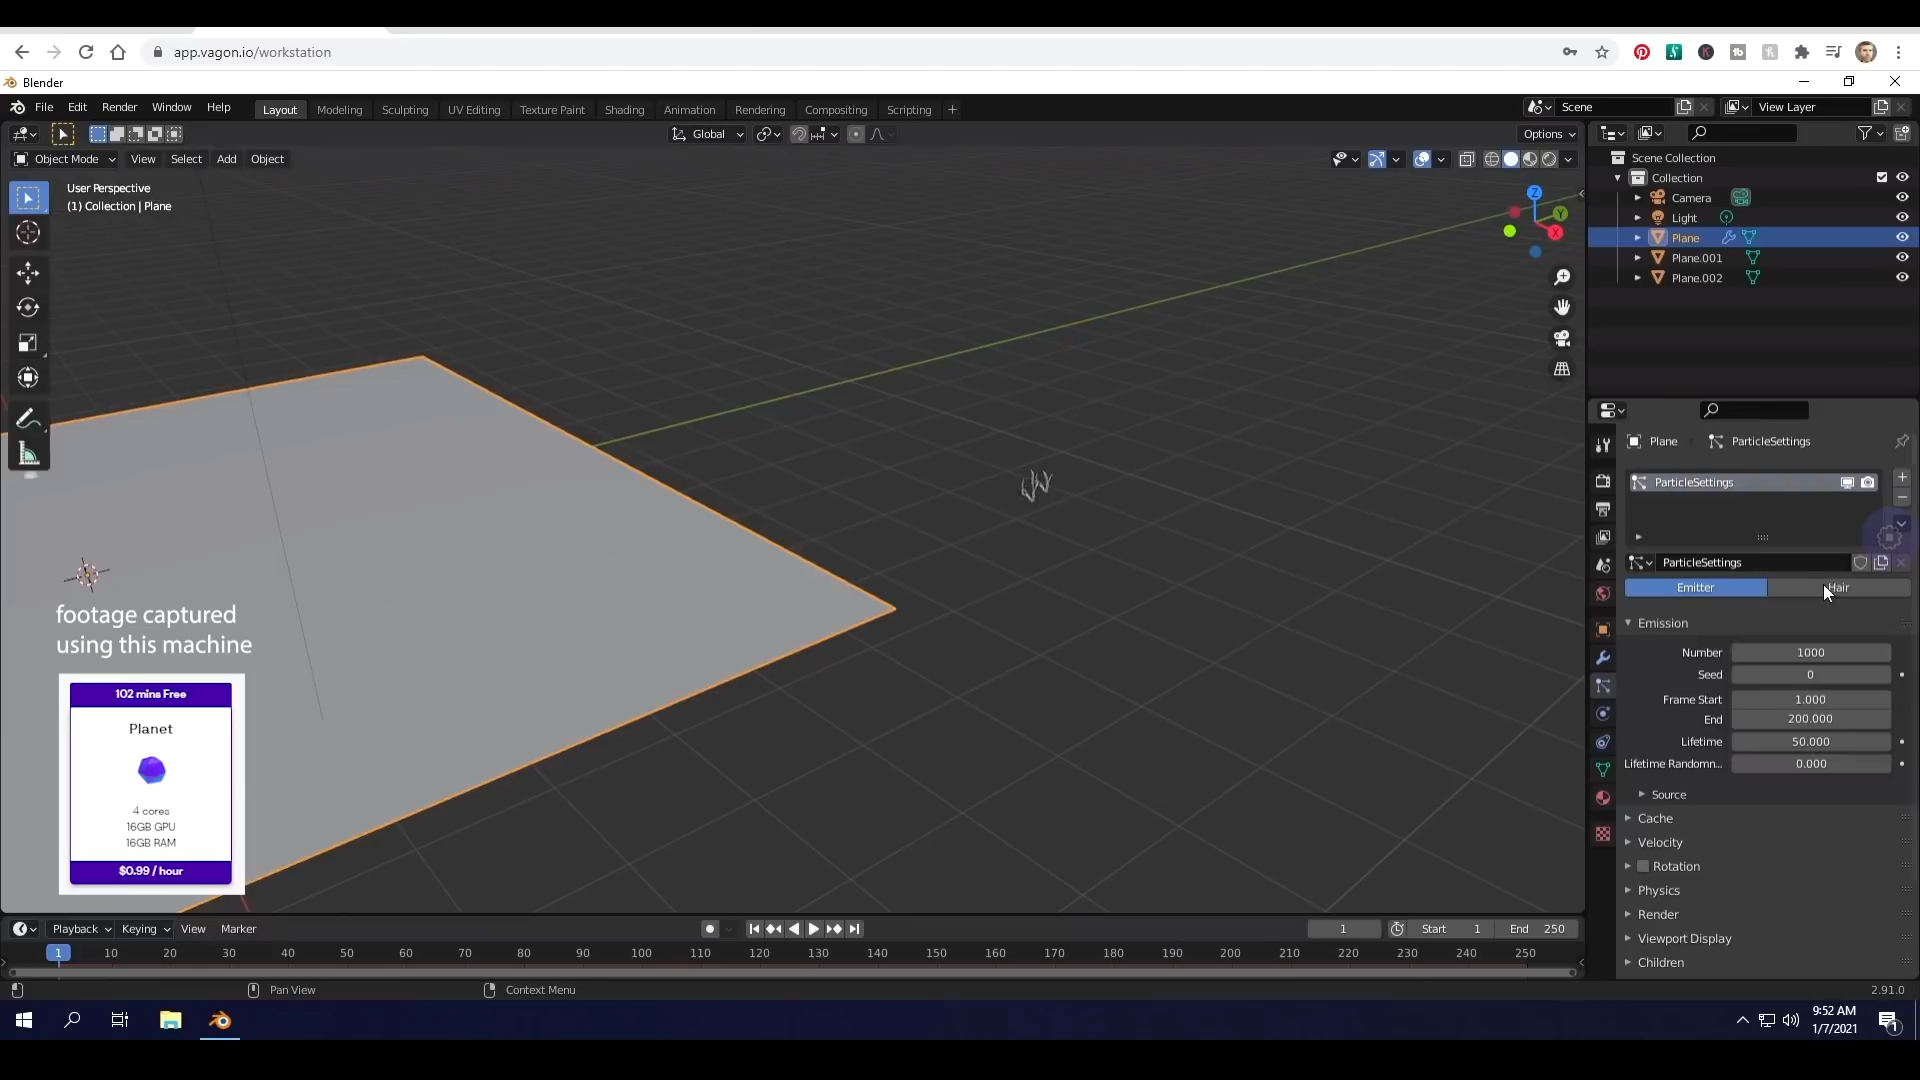 app.vagon.io/workstation
Blender
File Edit Render Window Help
Layout Modeling Sculpting UV Editing Texture Paint Shading Animation Rendering Compositing Scripting +
Scene
View Layer
Global
Options
Object Mode View Select Add Object
User Perspective
(1) Collection | Plane
Z
Y
X
Scene Collection
Collection
Camera
Light
Plane
Plane.001
Plane.002
Plane ParticleSettings
ParticleSettings
ParticleSettings
Emitter Hair
Emission
Number 1000
Seed 0
Frame Start 1.000
End 200.000
Lifetime 50.000
Lifetime Randomn... 0.000
Source
Cache
Velocity
Rotation
Physics
Render
Viewport Display
Children
footage captured
using this machine
102 mins Free
Planet
4 cores
16GB GPU
16GB RAM
$0.99 / hour
Playback Keying View Marker
1 Start 1 End 250
1 10 20 30 40 50 60 70 80 90 100 110 120 130 140 150 160 170 180 190 200 210 220 230 240 250
Pan View Context Menu
2.91.0
9:52 AM
1/7/2021
1